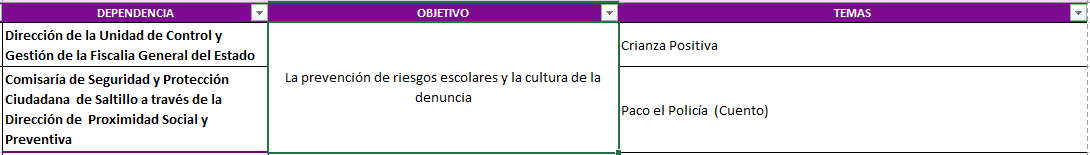 DEPENDENCIA OBJETIVO TEMAS
Dirección de la Unidad de Control y
Gestión de la Fiscalia General del Estado
La prevención de riesgos escolares y la cultura de la
denuncia
Crianza Positiva
Comisaría de Seguridad y Protección
Ciudadana de Saltillo a través de la
Dirección de Proximidad Social y
Preventiva
Paco el Policía (Cuento)